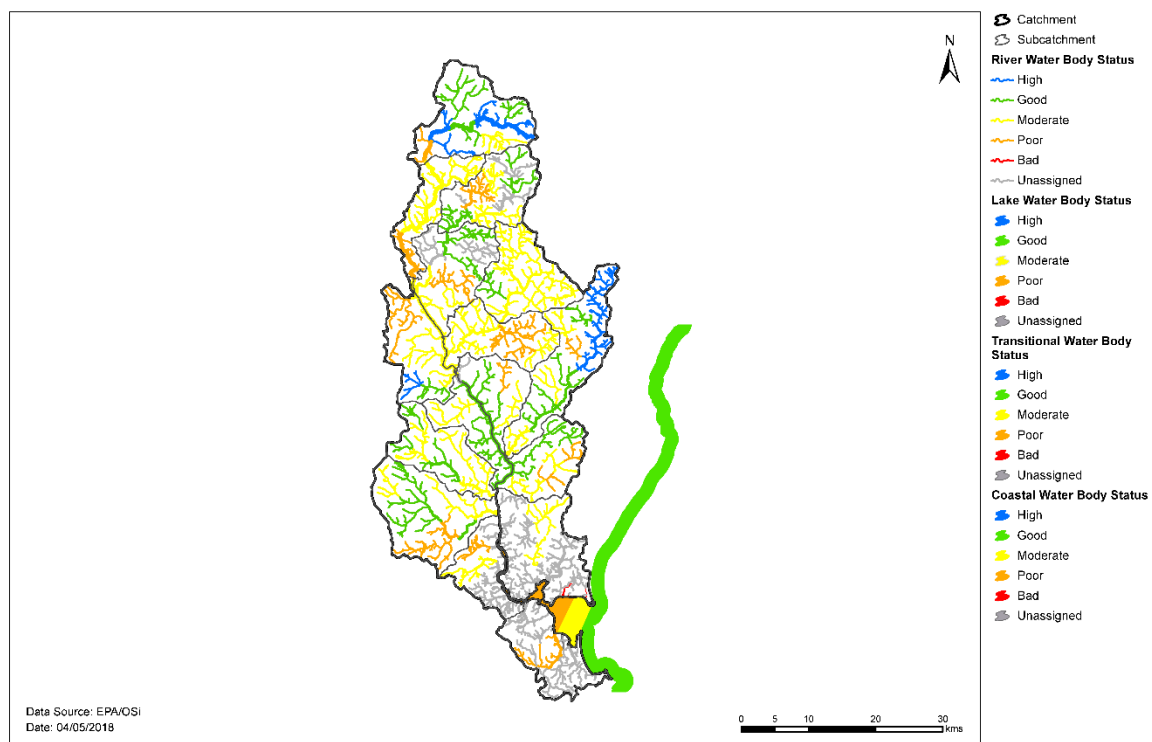 N
Data Source: EPA/OSi
Date: 04/05/2018
0 5 10 20 30
kms
Catchment
Subcatchment
River Water Body Status
High
Good
Moderate
Poor
Bad
Unassigned
Lake Water Body Status
High
Good
Moderate
Poor
Bad
Unassigned
Transitional Water Body
Status
High
Good
Moderate
Poor
Bad
Unassigned
Coastal Water Body Status
High
Good
Moderate
Poor
Bad
Unassigned